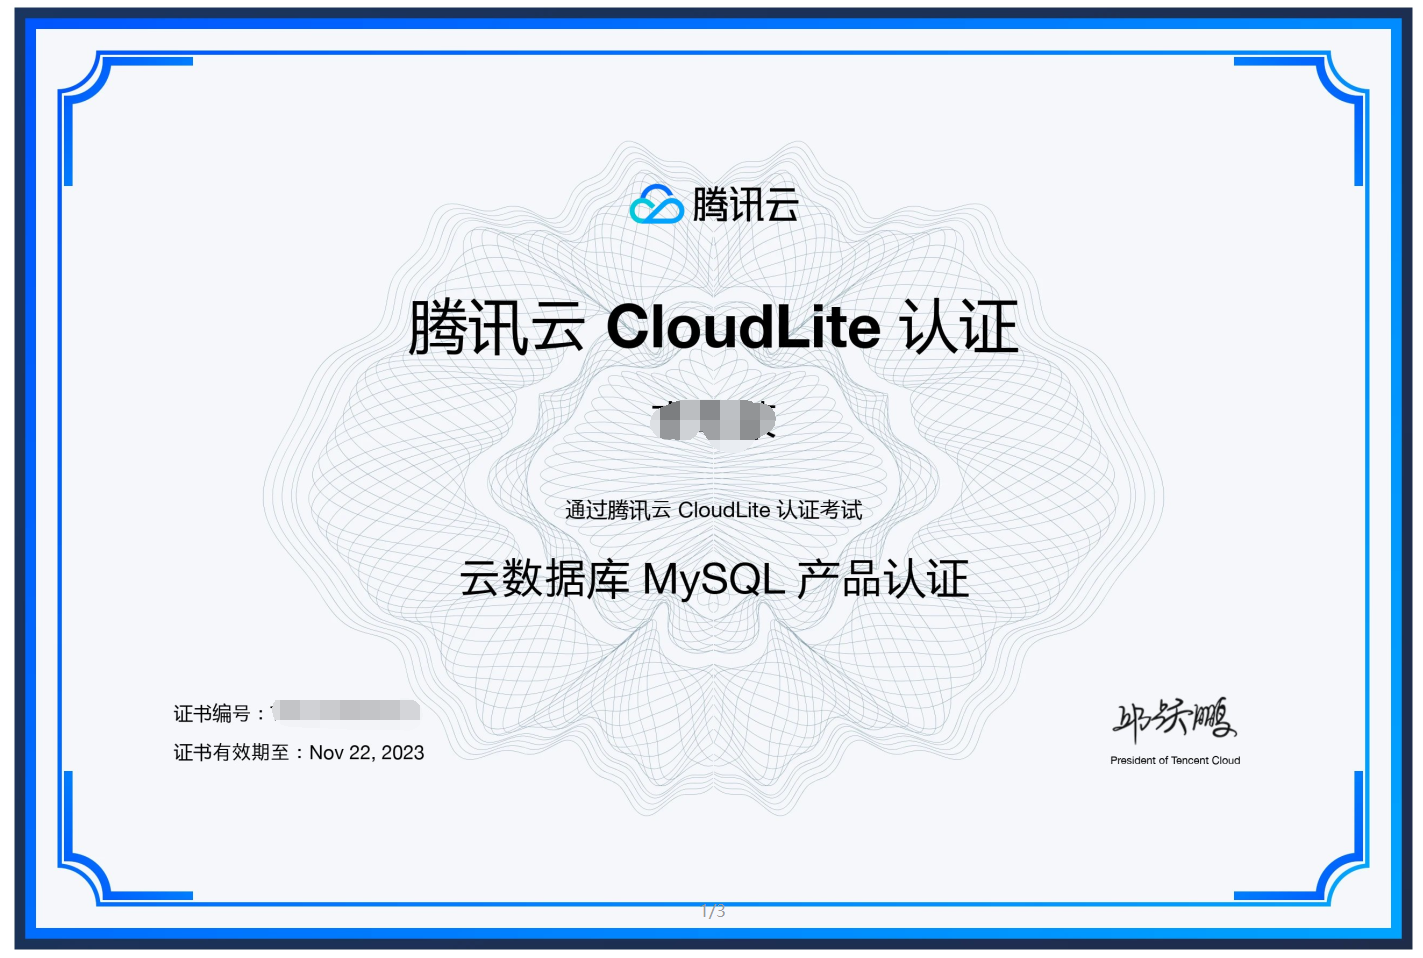 腾讯云
腾讯云 CloudLite 认证
通过腾讯云 CloudLite 认证考试
云数据库 MySQL 产品认证
证书编号：
证书有效期至：Nov 22, 2023
邱跃鹏
President of Tencent Cloud
1/3